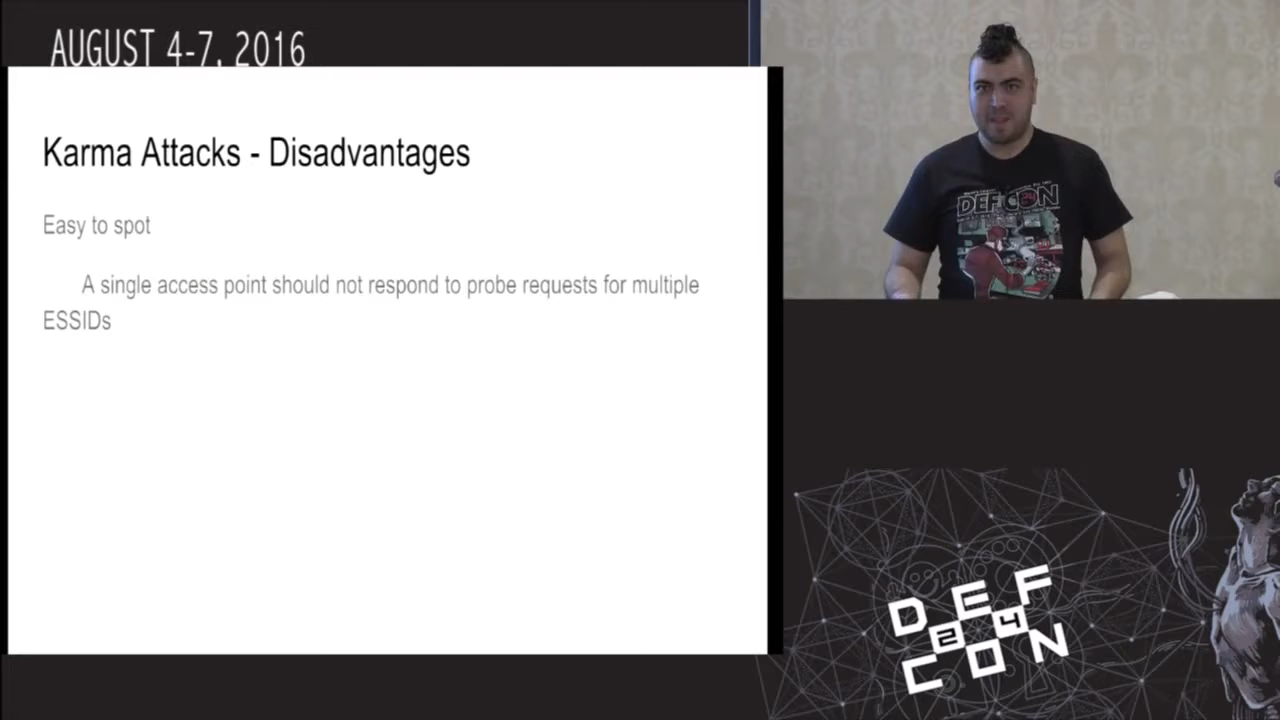 AUGUST 4-7, 2016
Karma Attacks - Disadvantages
Easy to spot
A single access point should not respond to probe requests for multiple
ESSIDs
DEF CON
DEF
24
CON